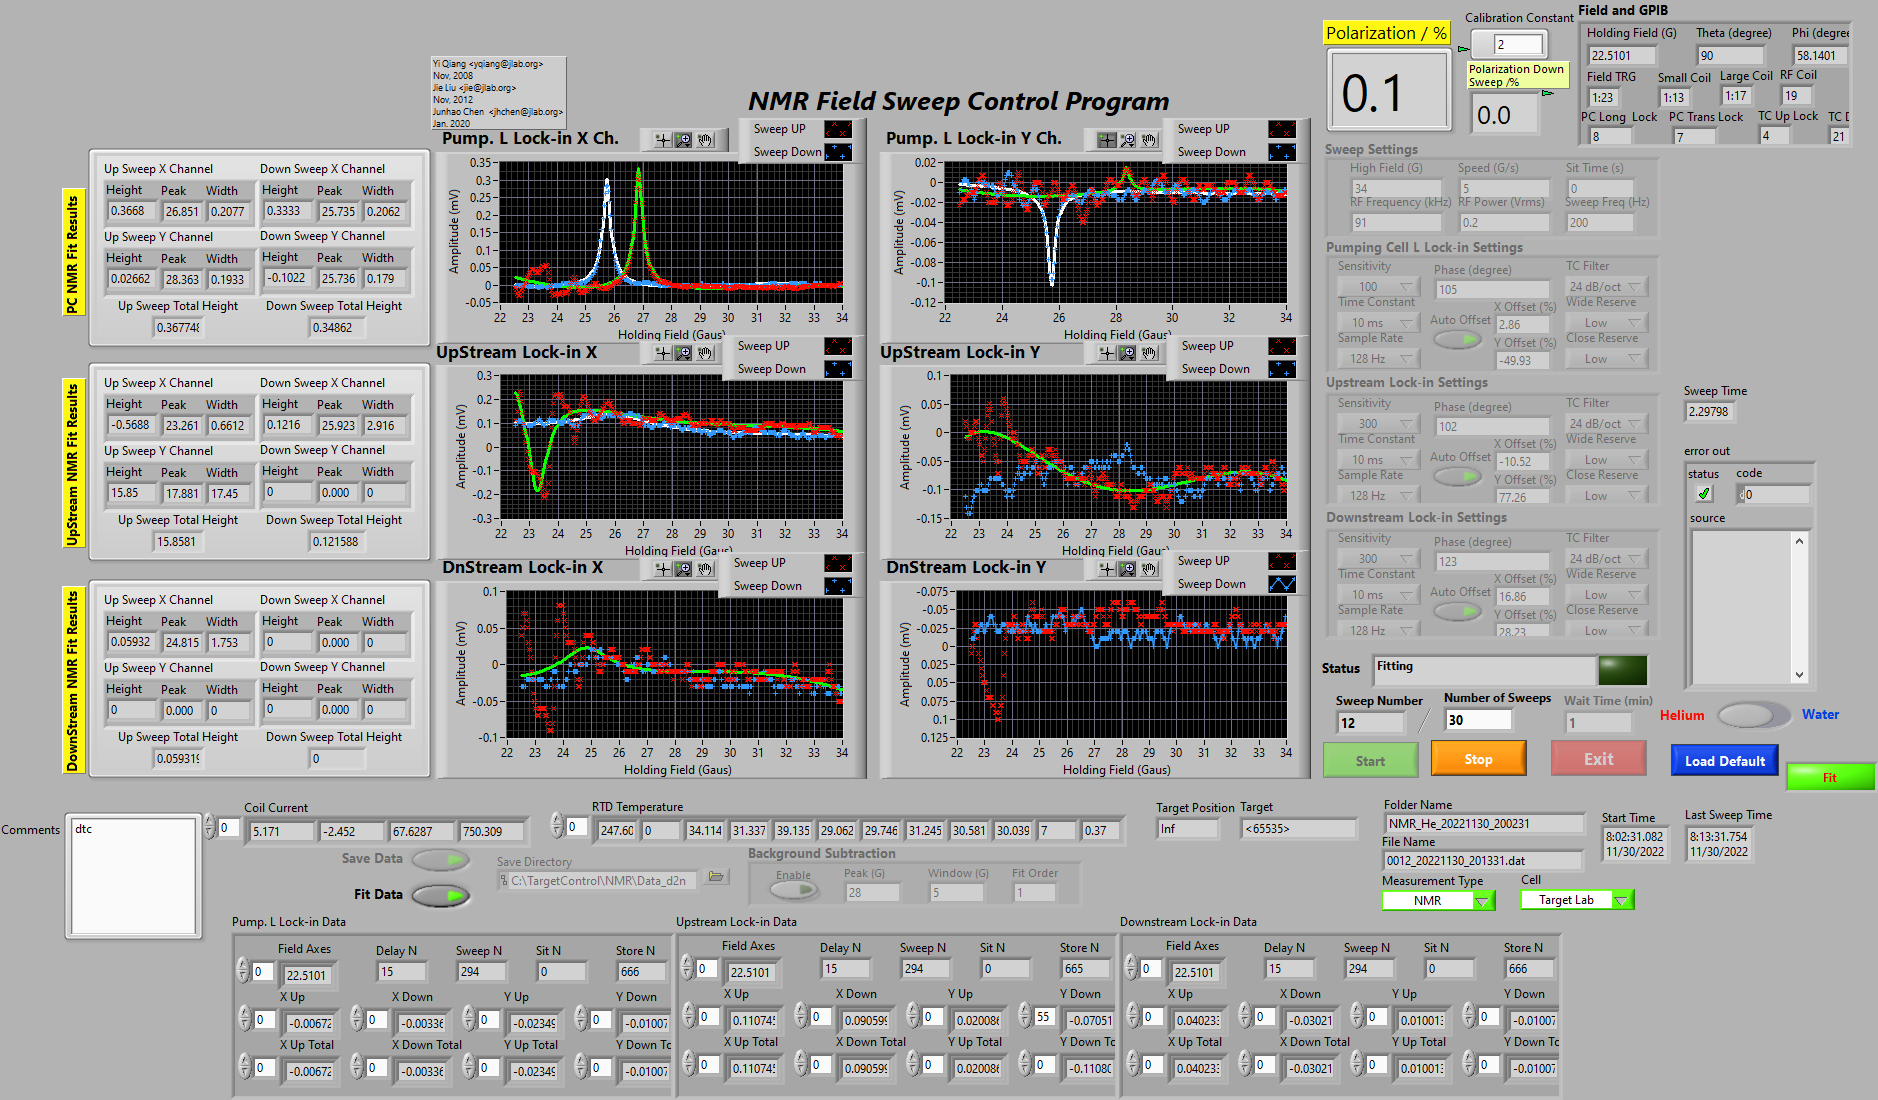 Yi Qiang <yqiang@jlab.org>
Nov, 2008
Jie Liu <jie@jlab.org>
Nov, 2012
Junhao Chen <jhchen@jlab.org>
Jan. 2020
NMR Field Sweep Control Program
Polarization / %
0.1
Calibration Constant
2
Polarization Down
Sweep /%
0.0
Field and GPIB
Holding Field (G) Theta (degree) Phi (degree
22.5101 90 58.1401
Field TRG Small Coil Large Coil RF Coil
1:23 1:13 1:17 19
PC Long Lock PC Trans Lock TC Up Lock TC D
8 7 4 21
PC NMR Fit Results
Up Sweep X Channel Down Sweep X Channel
Height Peak Width Height Peak Width
0.3668 26.851 0.2077 0.3333 25.735 0.2062
Up Sweep Y Channel Down Sweep Y Channel
Height Peak Width Height Peak Width
0.02662 28.363 0.1933 -0.1022 25.736 0.179
Up Sweep Total Height Down Sweep Total Height
0.367748 0.34862
Pump. L Lock-in X Ch.
Sweep UP
Sweep Down
Amplitude (mV)
0.35
0.3
0.25
0.2
0.15
0.1
0.05
0
-0.05
22 23 24 25 26 27 28 29 30 31 32 33 34
Holding Field (Gaus)
Pump. L Lock-in Y Ch.
Sweep UP
Sweep Down
Amplitude (mV)
0.02
0
-0.02
-0.04
-0.06
-0.08
-0.1
-0.12
22 24 26 28 30 32 34
Holding Field (Gaus)
UpStream NMR Fit Results
Up Sweep X Channel Down Sweep X Channel
Height Peak Width Height Peak Width
-0.5688 23.261 0.6612 0.1216 25.923 2.916
Up Sweep Y Channel Down Sweep Y Channel
Height Peak Width Height Peak Width
15.85 17.881 17.45 0 0.000 0
Up Sweep Total Height Down Sweep Total Height
15.8581 0.121588
UpStream Lock-in X
Sweep UP
Sweep Down
Amplitude (mV)
0.3
0.2
0.1
0
-0.1
-0.2
-0.3
22 23 24 25 26 27 28 29 30 31 32 33 34
Holding Field (Gaus)
UpStream Lock-in Y
Sweep UP
Sweep Down
Amplitude (mV)
0.1
0.05
0
-0.05
-0.1
-0.15
22 23 24 25 26 27 28 29 30 31 32 33 34
Holding Field (Gaus)
DownStream NMR Fit Results
Up Sweep X Channel Down Sweep X Channel
Height Peak Width Height Peak Width
0.05932 24.815 1.753 0 0.000 0
Up Sweep Y Channel Down Sweep Y Channel
Height Peak Width Height Peak Width
0 0.000 0 0 0.000 0
Up Sweep Total Height Down Sweep Total Height
0.059319 0
DnStream Lock-in X
Sweep UP
Sweep Down
Amplitude (mV)
0.1
0.05
0
-0.05
-0.1
22 23 24 25 26 27 28 29 30 31 32 33 34
Holding Field (Gaus)
DnStream Lock-in Y
Sweep UP
Sweep Down
Amplitude (mV)
-0.075
-0.05
-0.025
0
0.025
0.05
0.075
0.1
0.125
22 23 24 25 26 27 28 29 30 31 32 33 34
Holding Field (Gaus)
Sweep Settings
High Field (G) Speed (G/s) Sit Time (s)
34 5 0
RF Frequency (kHz) RF Power (Vrms) Sweep Freq (Hz)
91 0.2 200
Pumping Cell L Lock-in Settings
Sensitivity Phase (degree) TC Filter
100 105 24 dB/oct
Time Constant X Offset (%) Wide Reserve
10 ms Auto Offset 2.86 Low
Sample Rate Y Offset (%) Close Reserve
128 Hz -49.93 Low
Upstream Lock-in Settings
Sensitivity Phase (degree) TC Filter
300 102 24 dB/oct
Time Constant X Offset (%) Wide Reserve
10 ms Auto Offset -10.52 Low
Sample Rate Y Offset (%) Close Reserve
128 Hz 77.26 Low
Downstream Lock-in Settings
Sensitivity Phase (degree) TC Filter
300 123 24 dB/oct
Time Constant X Offset (%) Wide Reserve
10 ms Auto Offset 16.86 Low
Sample Rate Y Offset (%) Close Reserve
128 Hz 28.23 Low
Sweep Time
2.29798
error out
status code
0
source
Status Fitting
Sweep Number Number of Sweeps Wait Time (min)
12 / 30 1
Helium Water
Start Stop Exit Load Default
Fit
Comments
dtc
Coil Current
0 5.171 -2.452 67.6287 750.309
RTD Temperature
0 247.60 0 34.114 31.337 39.135 29.062 29.746 31.245 30.581 30.039 7 0.37
Target Position Target
Inf <65535>
Folder Name
NMR_He_20221130_200231
File Name
0012_20221130_201331.dat
Start Time
8:02:31.082
11/30/2022
Last Sweep Time
8:13:31.754
11/30/2022
Measurement Type Cell
NMR Target Lab
Save Data
Fit Data
Save Directory
C:\TargetControl\NMR\Data_d2n
Background Subtraction
Enable Peak (G) Window (G) Fit Order
28 5 1
Pump. L Lock-in Data
Field Axes Delay N Sweep N Sit N Store N
0 22.5101 15 294 0 666
X Up X Down Y Up Y Down
0 -0.00672 0 -0.00336 0 -0.02349 0 -0.01007
X Up Total X Down Total Y Up Total Y Down To
0 -0.00672 0 -0.00336 0 -0.02349 0 -0.01007
Upstream Lock-in Data
Field Axes Delay N Sweep N Sit N Store N
0 22.5101 15 294 0 665
X Up X Down Y Up Y Down
0 0.110745 0 0.090599 0 0.020086 55 -0.07051
X Up Total X Down Total Y Up Total Y Down To
0 0.110745 0 0.090599 0 0.020086 0 -0.11080
Downstream Lock-in Data
Field Axes Delay N Sweep N Sit N Store N
0 22.5101 15 294 0 666
X Up X Down Y Up Y Down
0 0.040233 0 -0.03021 0 0.010013 0 -0.01007
X Up Total X Down Total Y Up Total Y Down To
0 0.040233 0 -0.03021 0 0.010013 0 -0.01007